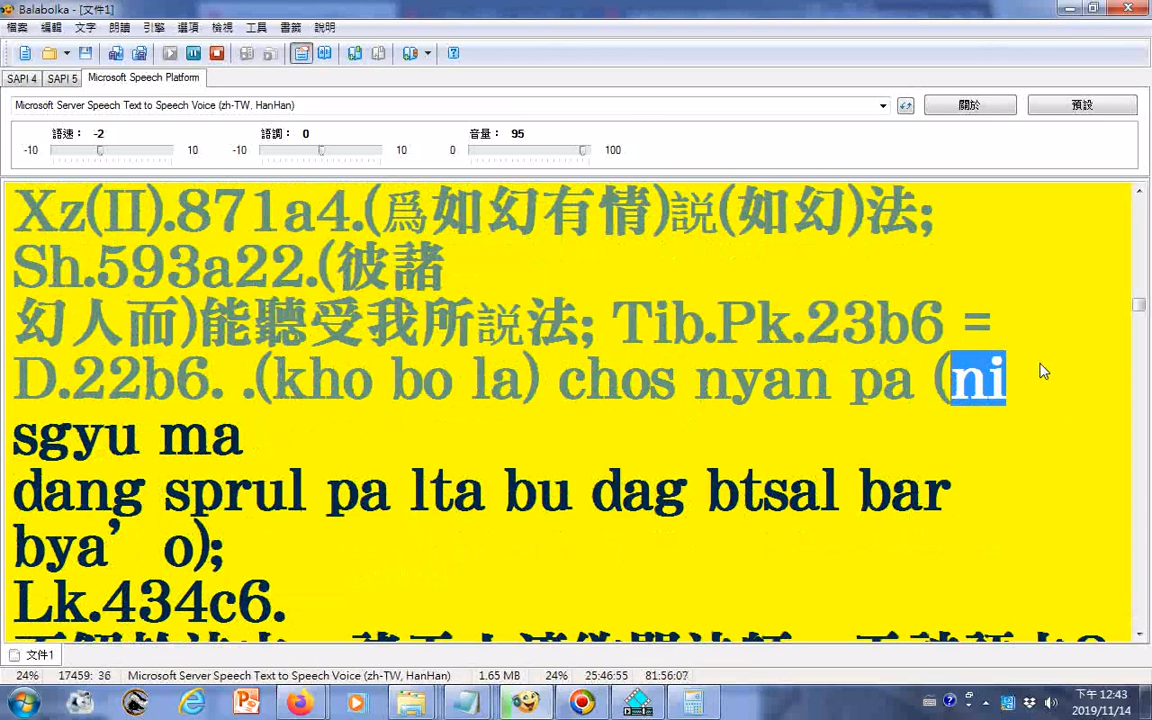 Balabolka - [文件1]
檔案 編輯 文字 朗讀 引擎 選項 檢視 工具 書籤 說明
SAPI 4 SAPI 5 Microsoft Speech Platform
Microsoft Server Speech Text to Speech Voice (zh-TW, HanHan) 關於 預設
語速： -2 語調： 0 音量： 95
-10 10 -10 10 0 100
Xz(II).871a4.(爲如幻有情)説(如幻)法;
Sh.593a22.(彼諸
幻人而)能聽受我所説法; Tib.Pk.23b6 =
D.22b6. .(kho bo la) chos nyan pa (ni
sgyu ma
dang sprul pa lta bu dag btsal bar
bya’ o);
Lk.434c6.
文件1
24% 17459: 36 Microsoft Server Speech Text to Speech Voice (zh-TW, HanHan) 1.65 MB 24% 25:46:55 81:56:07
下午 12:43
2019/11/14